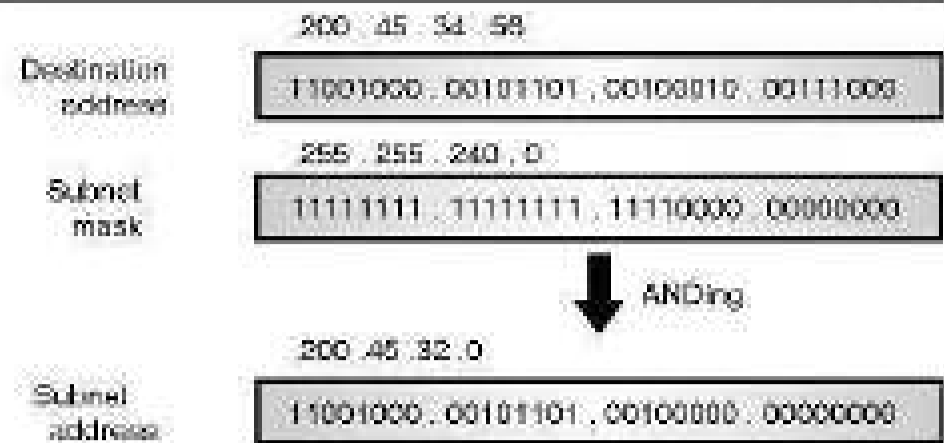 200 . 45 . 34 . 56
Destination address
11001000 . 00101101 . 00100010 . 00111000
255 . 255 . 240 . 0
Subnet mask
11111111 . 11111111 . 11110000 . 00000000
ANDing
200 .45 .32 .0
Subnet address
11001000 . 00101101 . 00100000 . 00000000